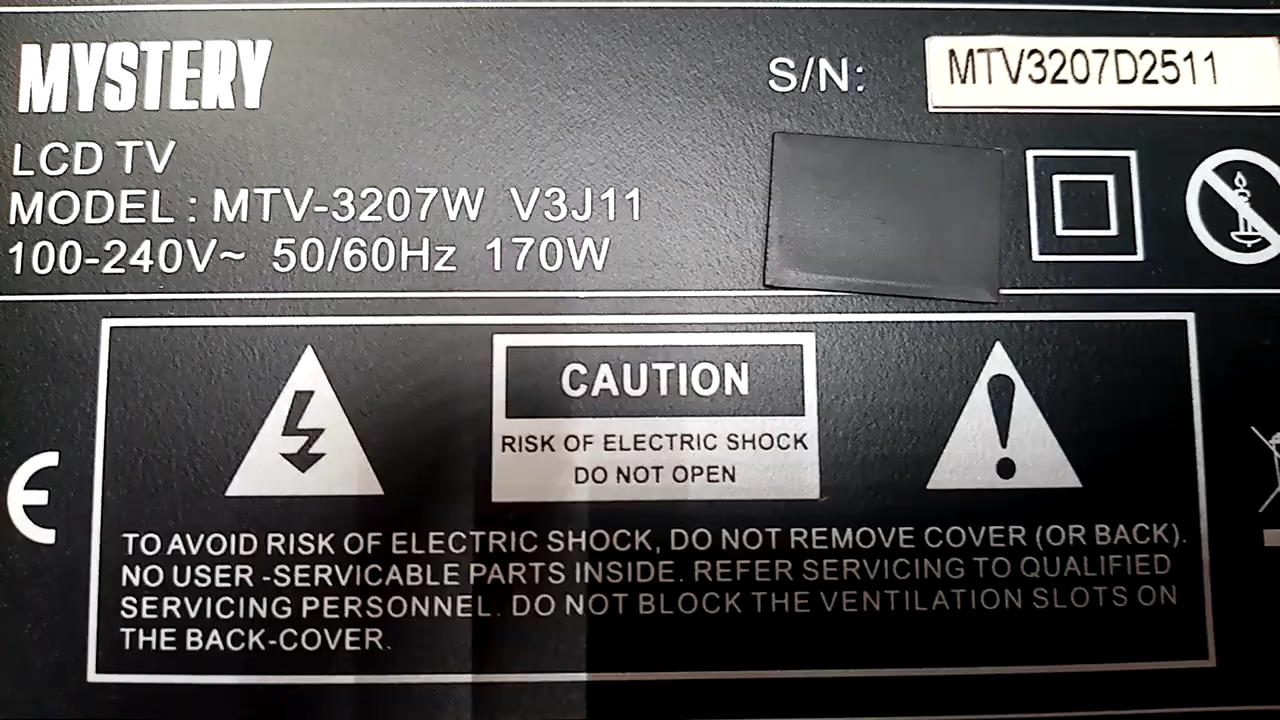 MYSTERY
S/N: MTV3207D2511
LCD TV
MODEL : MTV-3207W V3J11
100-240V~ 50/60Hz 170W
CAUTION
RISK OF ELECTRIC SHOCK
DO NOT OPEN
TO AVOID RISK OF ELECTRIC SHOCK, DO NOT REMOVE COVER (OR BACK).
NO USER -SERVICABLE PARTS INSIDE. REFER SERVICING TO QUALIFIED
SERVICING PERSONNEL. DO NOT BLOCK THE VENTILATION SLOTS ON
THE BACK-COVER.